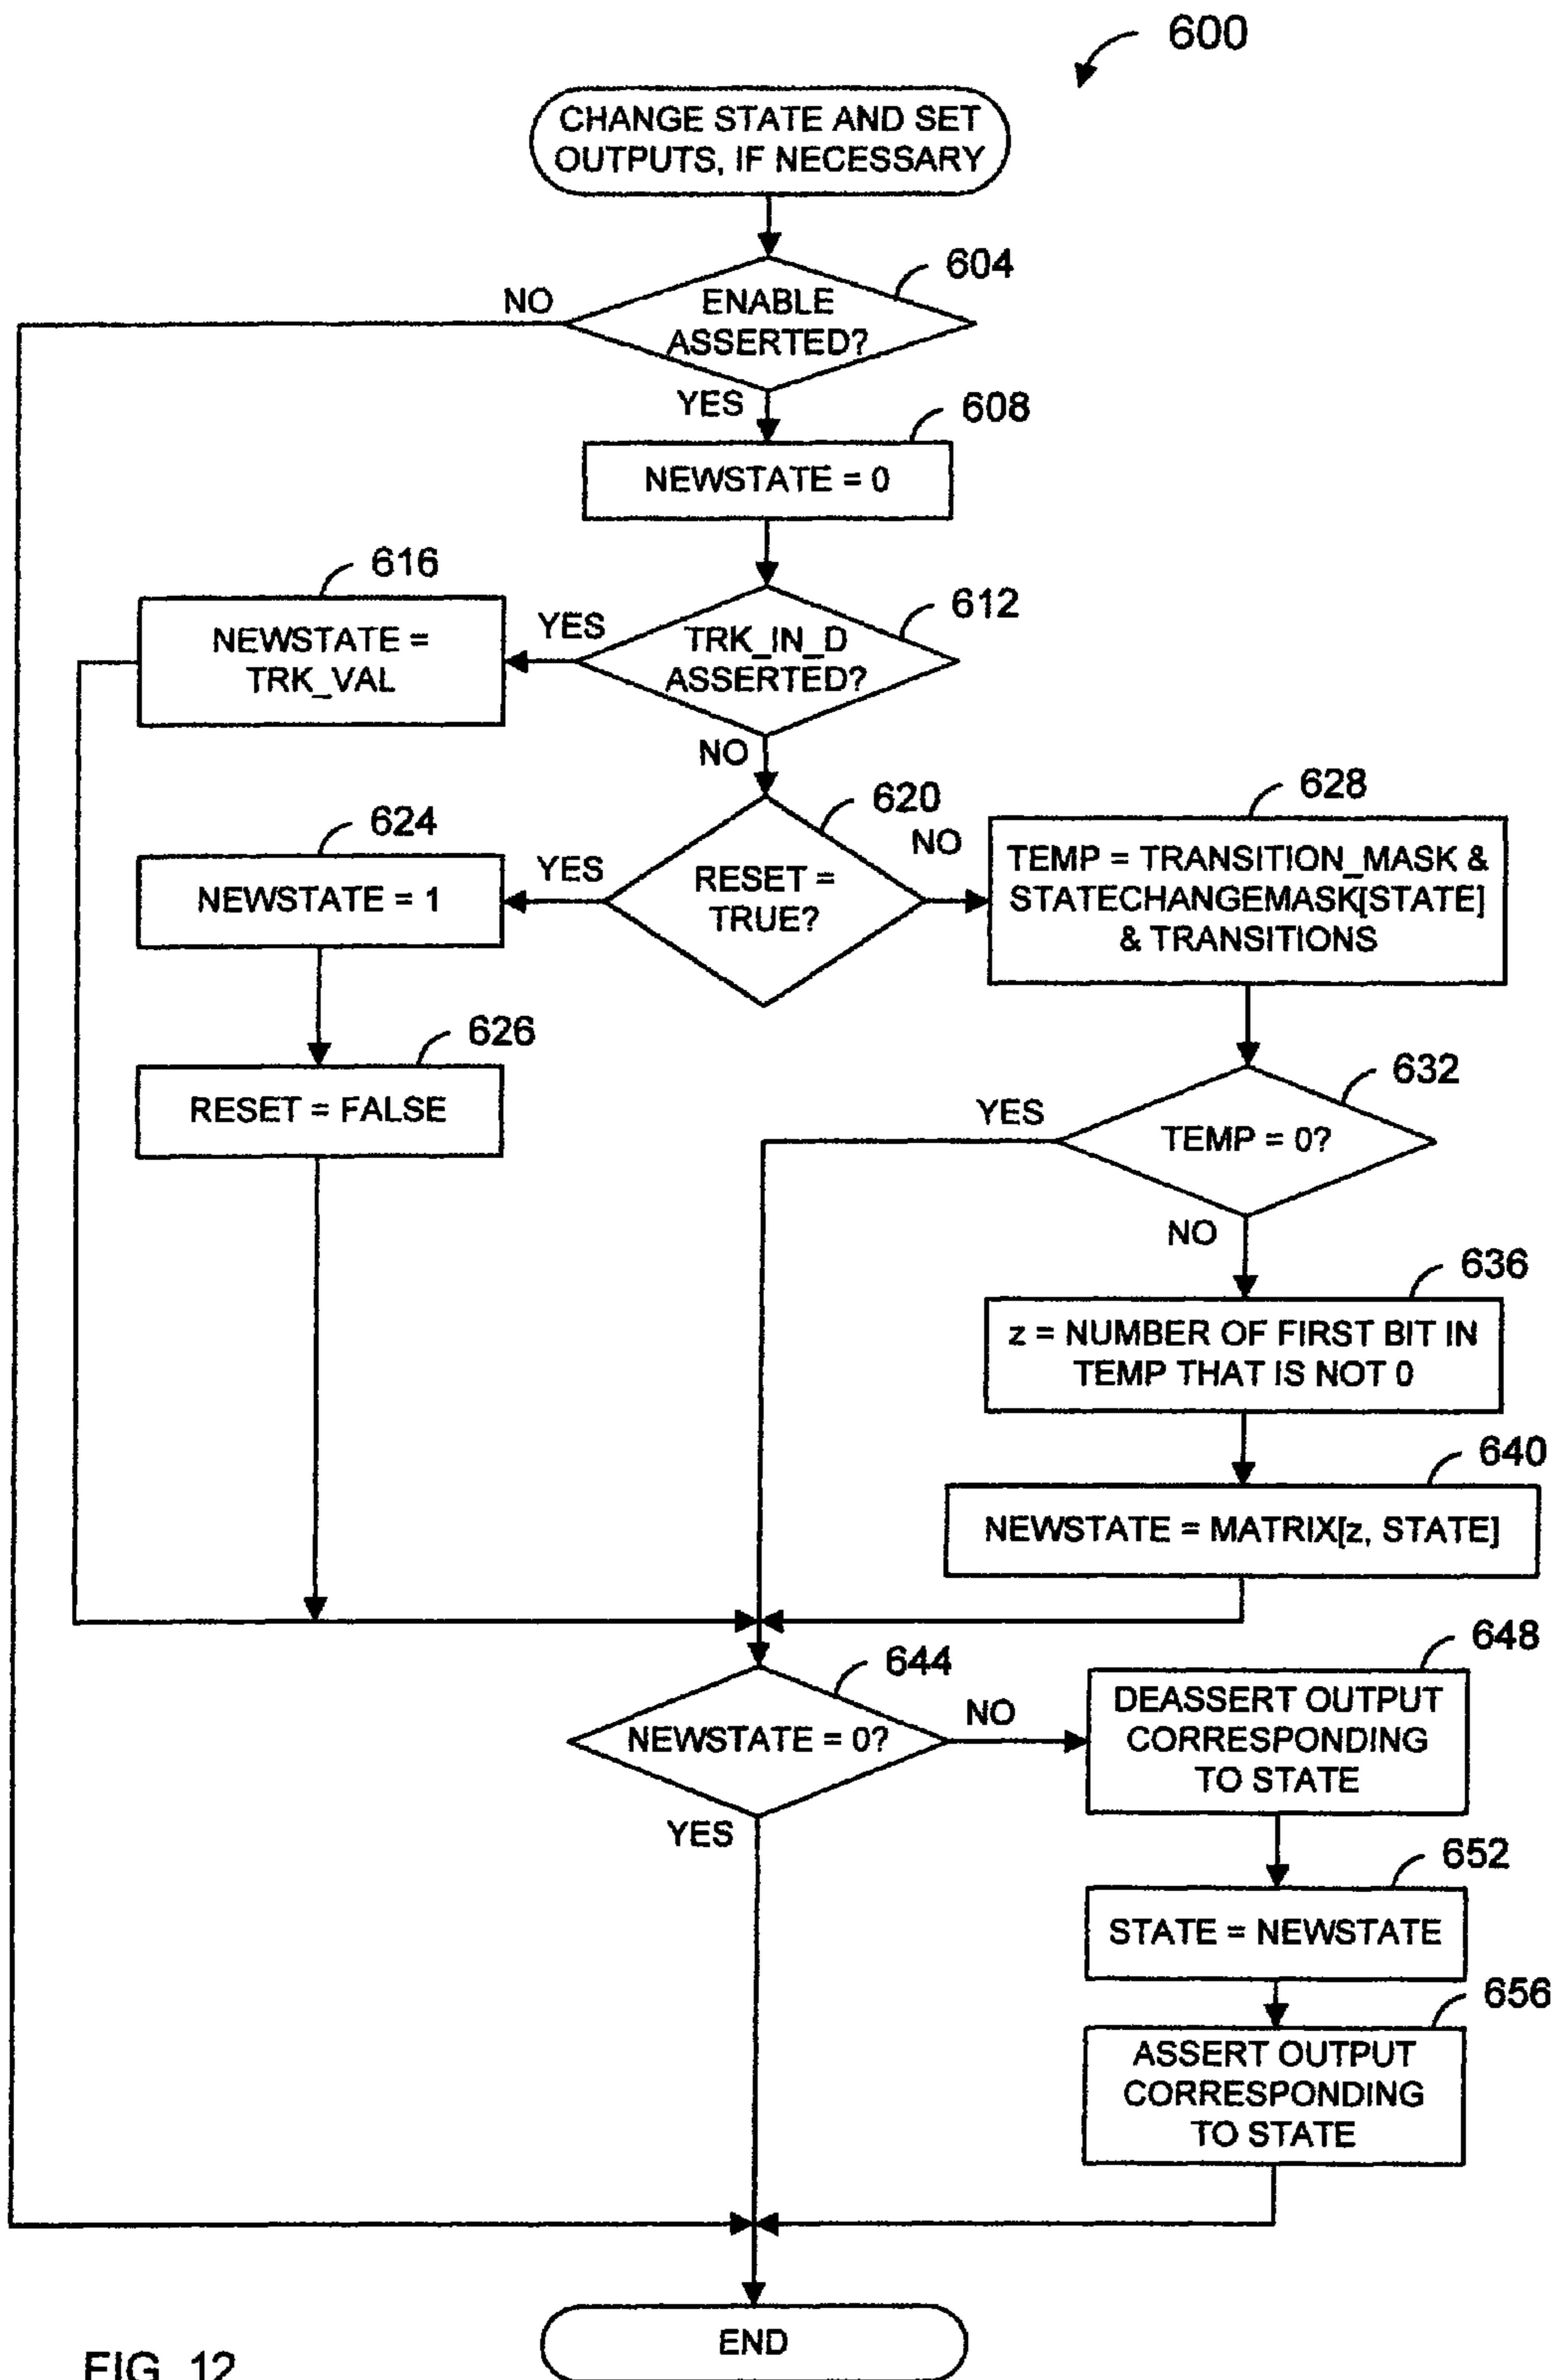 600
CHANGE STATE AND SET
OUTPUTS, IF NECESSARY
604
NO
ENABLE
ASSERTED?
YES
608
NEWSTATE = 0
616
612
NEWSTATE =
TRK_VAL
YES
TRK_IN_D
ASSERTED?
NO
628
620
624
NO
TEMP = TRANSITION_MASK &
STATECHANGEMASK[STATE]
& TRANSITIONS
NEWSTATE = 1
YES
RESET =
TRUE?
626
632
RESET = FALSE
YES
TEMP = 0?
NO
636
z = NUMBER OF FIRST BIT IN
TEMP THAT IS NOT 0
640
NEWSTATE = MATRIX[z, STATE]
648
644
NEWSTATE = 0?
NO
DEASSERT OUTPUT
CORRESPONDING
TO STATE
YES
652
STATE = NEWSTATE
656
ASSERT OUTPUT
CORRESPONDING
TO STATE
END
FIG. 12